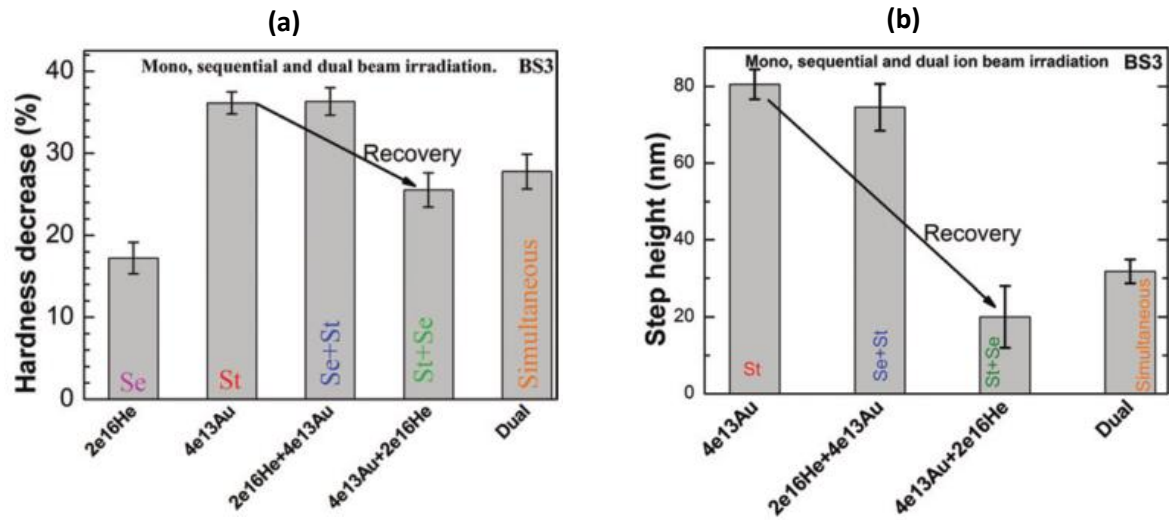 (a)
Mono, sequential and dual beam irradiation. BS3
Hardness decrease (%)
40
30
20
10
0
Recovery
Se
St
Se+St
St+Se
Simultaneous
2e16He
4e13Au
2e16He+4e13Au
4e13Au+2e16He
Dual
(b)
Mono, sequential and dual ion beam irradiation BS3
Step height (nm)
80
60
40
20
0
Recovery
St
Se+St
St+Se
Simultaneous
4e13Au
2e16He+4e13Au
4e13Au+2e16He
Dual